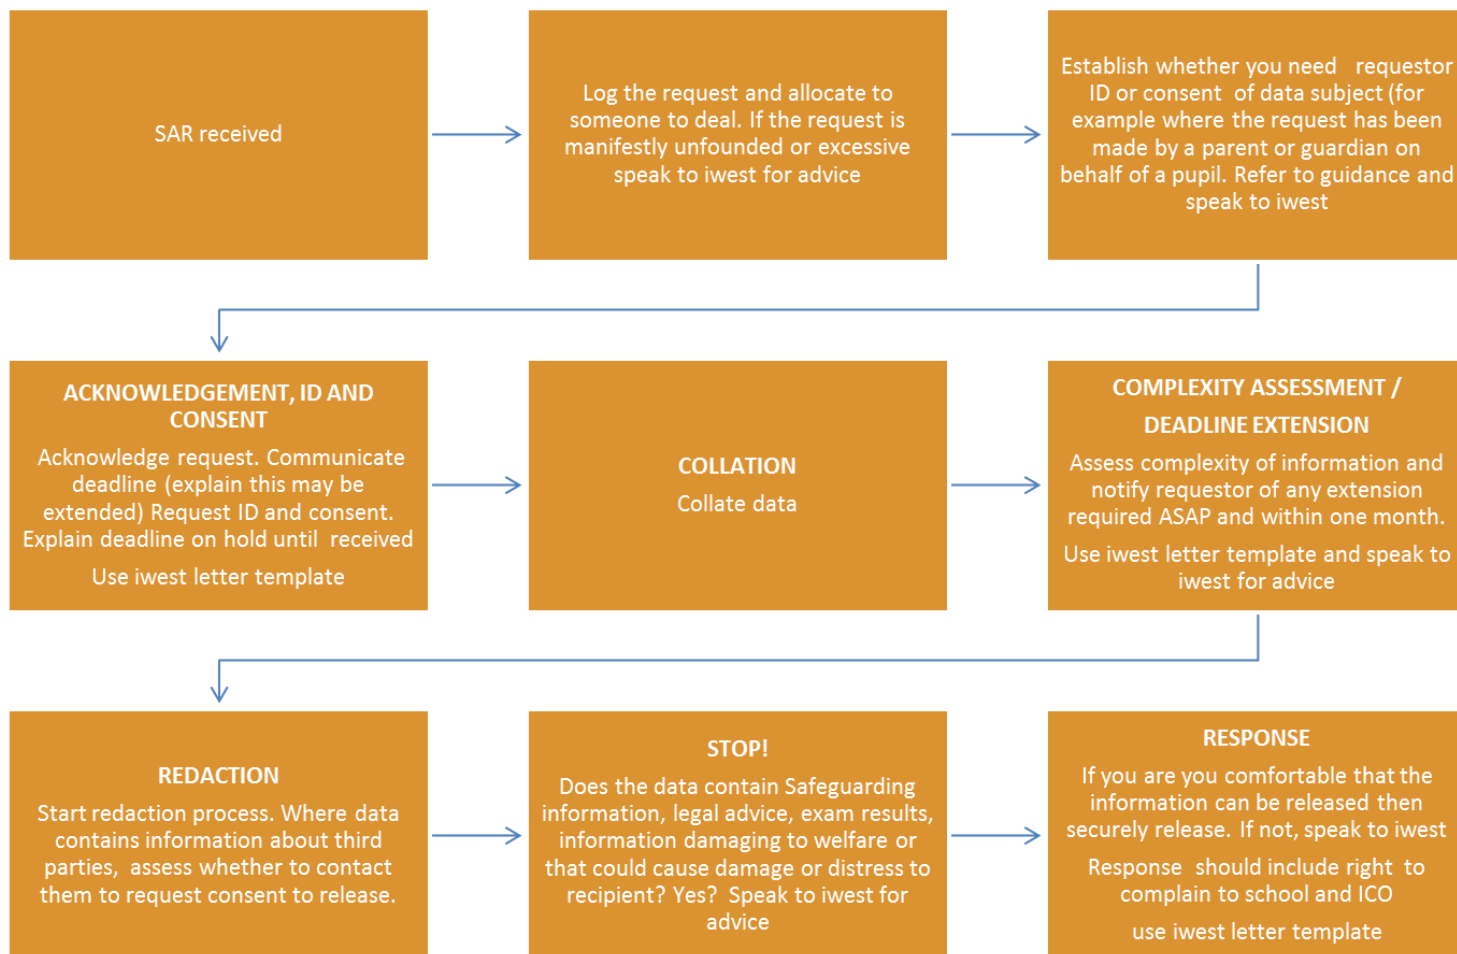 SAR received
Log the request and allocate to
someone to deal. If the request is
manifestly unfounded or excessive
speak to iwest for advice
Establish whether you need requestor
ID or consent of data subject (for
example where the request has been
made by a parent or guardian on
behalf of a pupil. Refer to guidance and
speak to iwest
ACKNOWLEDGEMENT, ID AND
CONSENT
Acknowledge request. Communicate
deadline (explain this may be
extended) Request ID and consent.
Explain deadline on hold until received
Use iwest letter template
COLLATION
Collate data
COMPLEXITY ASSESSMENT /
DEADLINE EXTENSION
Assess complexity of information and
notify requestor of any extension
required ASAP and within one month.
Use iwest letter template and speak to
iwest for advice
REDACTION
Start redaction process. Where data
contains information about third
parties, assess whether to contact
them to request consent to release.
STOP!
Does the data contain Safeguarding
information, legal advice, exam results,
information damaging to welfare or
that could cause damage or distress to
recipient? Yes? Speak to iwest for
advice
RESPONSE
If you are you comfortable that the
information can be released then
securely release. If not, speak to iwest
Response should include right to
complain to school and ICO
use iwest letter template